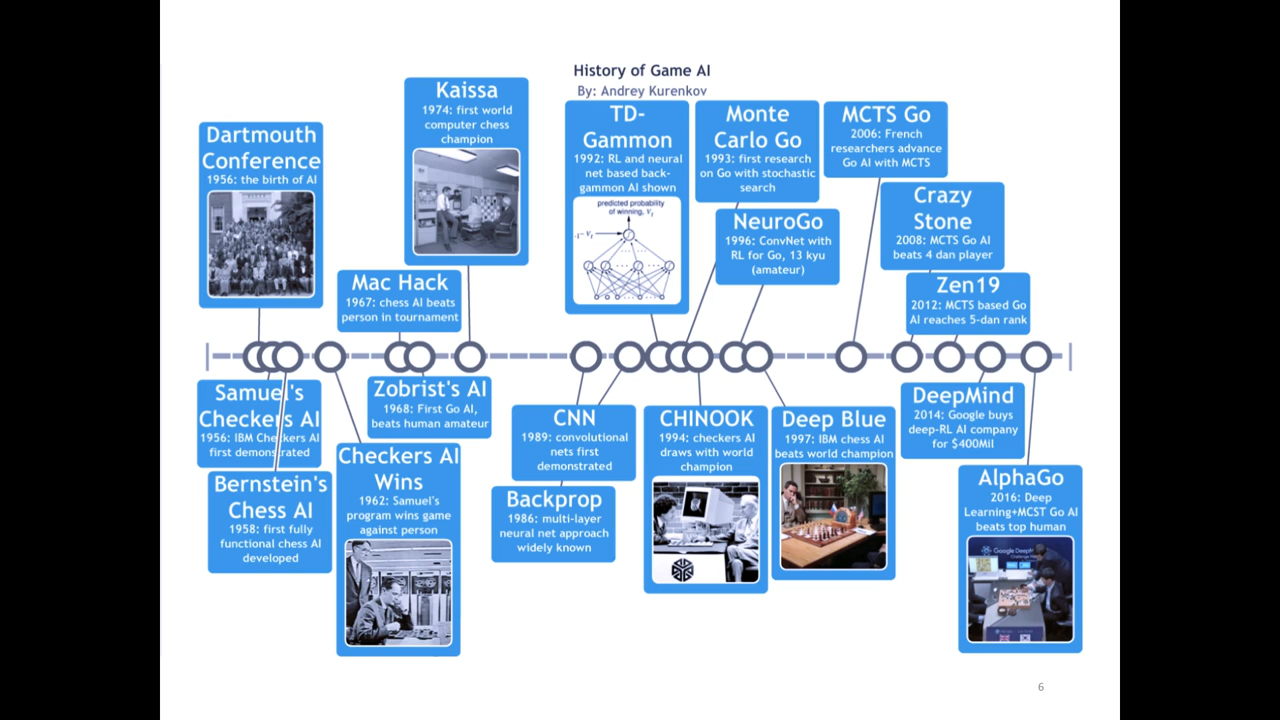 History of Game AI
By: Andrey Kurenkov
Dartmouth
Conference
1956: the birth of AI
Kaissa
1974: first world
computer chess
champion
Mac Hack
1967: chess AI beats
person in tournament
TD-
Gammon
1992: RL and neural
net based back-
gammon AI shown
predicted probability
of winning, V
Monte
Carlo Go
1993: first research
on Go with stochastic
search
NeuroGo
1996: ConvNet with
RL for Go, 13 kyu
(amateur)
MCTS Go
2006: French
researchers advance
Go AI with MCTS
Crazy
Stone
2008: MCTS Go AI
beats 4 dan player
Zen19
2012: MCTS based Go
AI reaches 5-dan rank
Samuel's
Checkers AI
1956: IBM Checkers AI
first demonstrated
Bernstein's
Chess AI
1958: first fully
functional chess AI
developed
Zobrist's AI
1968: First Go AI,
beats human amateur
Checkers AI
Wins
1962: Samuel's
program wins game
against person
CNN
1989: convolutional
nets first
demonstrated
Backprop
1986: multi-layer
neural net approach
widely known
CHINOOK
1994: checkers AI
draws with world
champion
Deep Blue
1997: IBM chess AI
beats world champion
DeepMind
2014: Google buys
deep-RL AI company
for $400Mil
AlphaGo
2016: Deep
Learning+MCST Go AI
beats top human
6